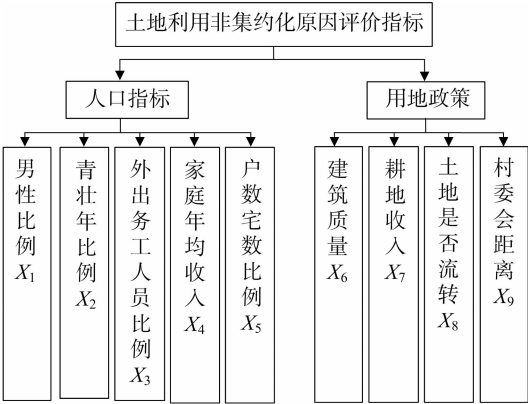 土地利用非集约化原因评价指标
人口指标
用地政策
男性比例X1
青壮年比例X2
外出务工人员比例X3
家庭年均收入X4
户数宅数比例X5
建筑质量X6
耕地收入X7
土地是否流转X8
村委会距离X9